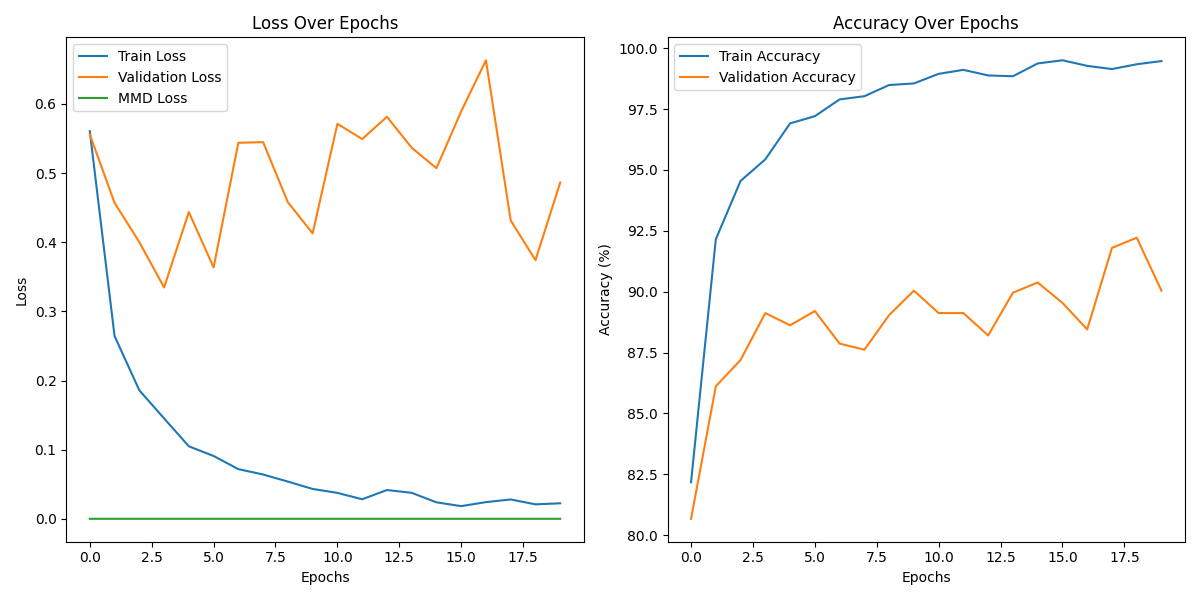 Loss Over Epochs
Train Loss
Validation Loss
MMD Loss
Loss
0.6
0.5
0.4
0.3
0.2
0.1
0.0
0.0 2.5 5.0 7.5 10.0 12.5 15.0 17.5
Epochs
Accuracy Over Epochs
Train Accuracy
Validation Accuracy
Accuracy (%)
100.0
97.5
95.0
92.5
90.0
87.5
85.0
82.5
80.0
0.0 2.5 5.0 7.5 10.0 12.5 15.0 17.5
Epochs